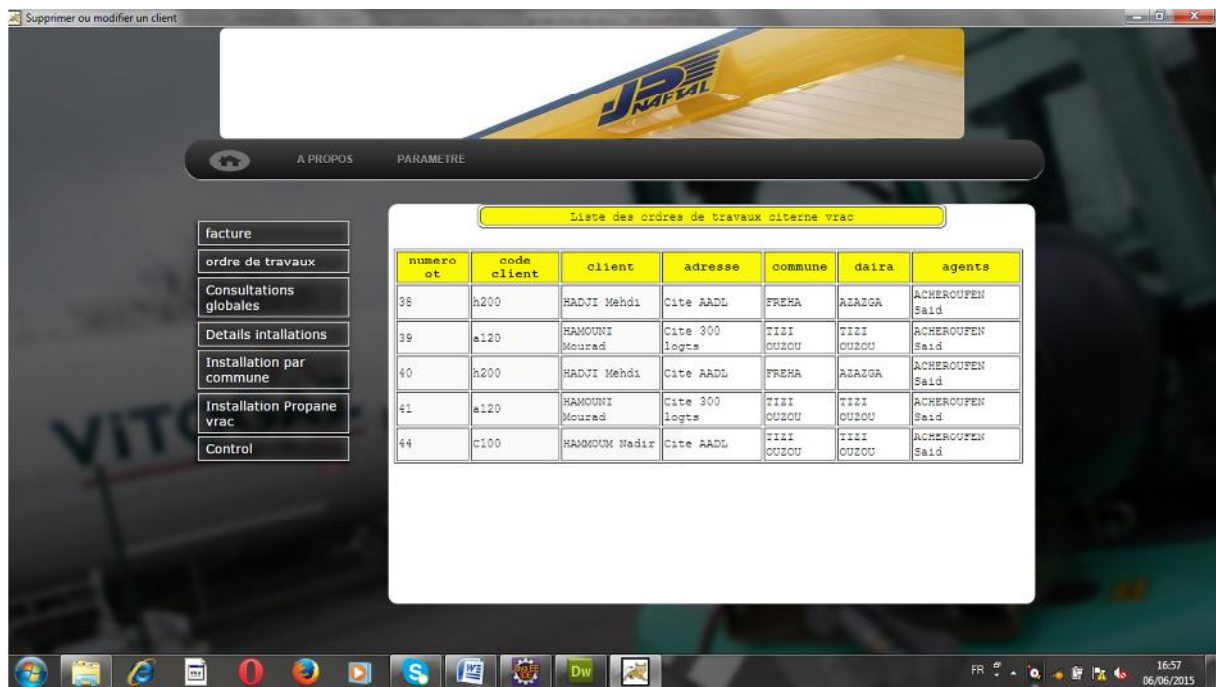 Supprimer ou modifier un client
NAFTAL
A PROPOS PARAMETRE
facture
ordre de travaux
Consultations
globales
Details intallations
Installation par
commune
Installation Propane
vrac
Control
Liste des ordres de travaux citerne vrac
numero ot code client client adresse commune daira agents
38 h200 HADJI Mehdi Cite AADL FREHA AZAZGA ACHEROUFEN Said
39 a120 HAMOUNI Mourad Cite 300 logts TIZI OUZOU TIZI OUZOU ACHEROUFEN Said
40 h200 HADJI Mehdi Cite AADL FREHA AZAZGA ACHEROUFEN Said
41 a120 HAMOUNI Mourad Cite 300 logts TIZI OUZOU TIZI OUZOU ACHEROUFEN Said
44 C100 HAMMOUM Nadir Cite AADL TIZI OUZOU TIZI OUZOU ACHEROUFEN Said
Dw
FR
16:57
06/06/2015